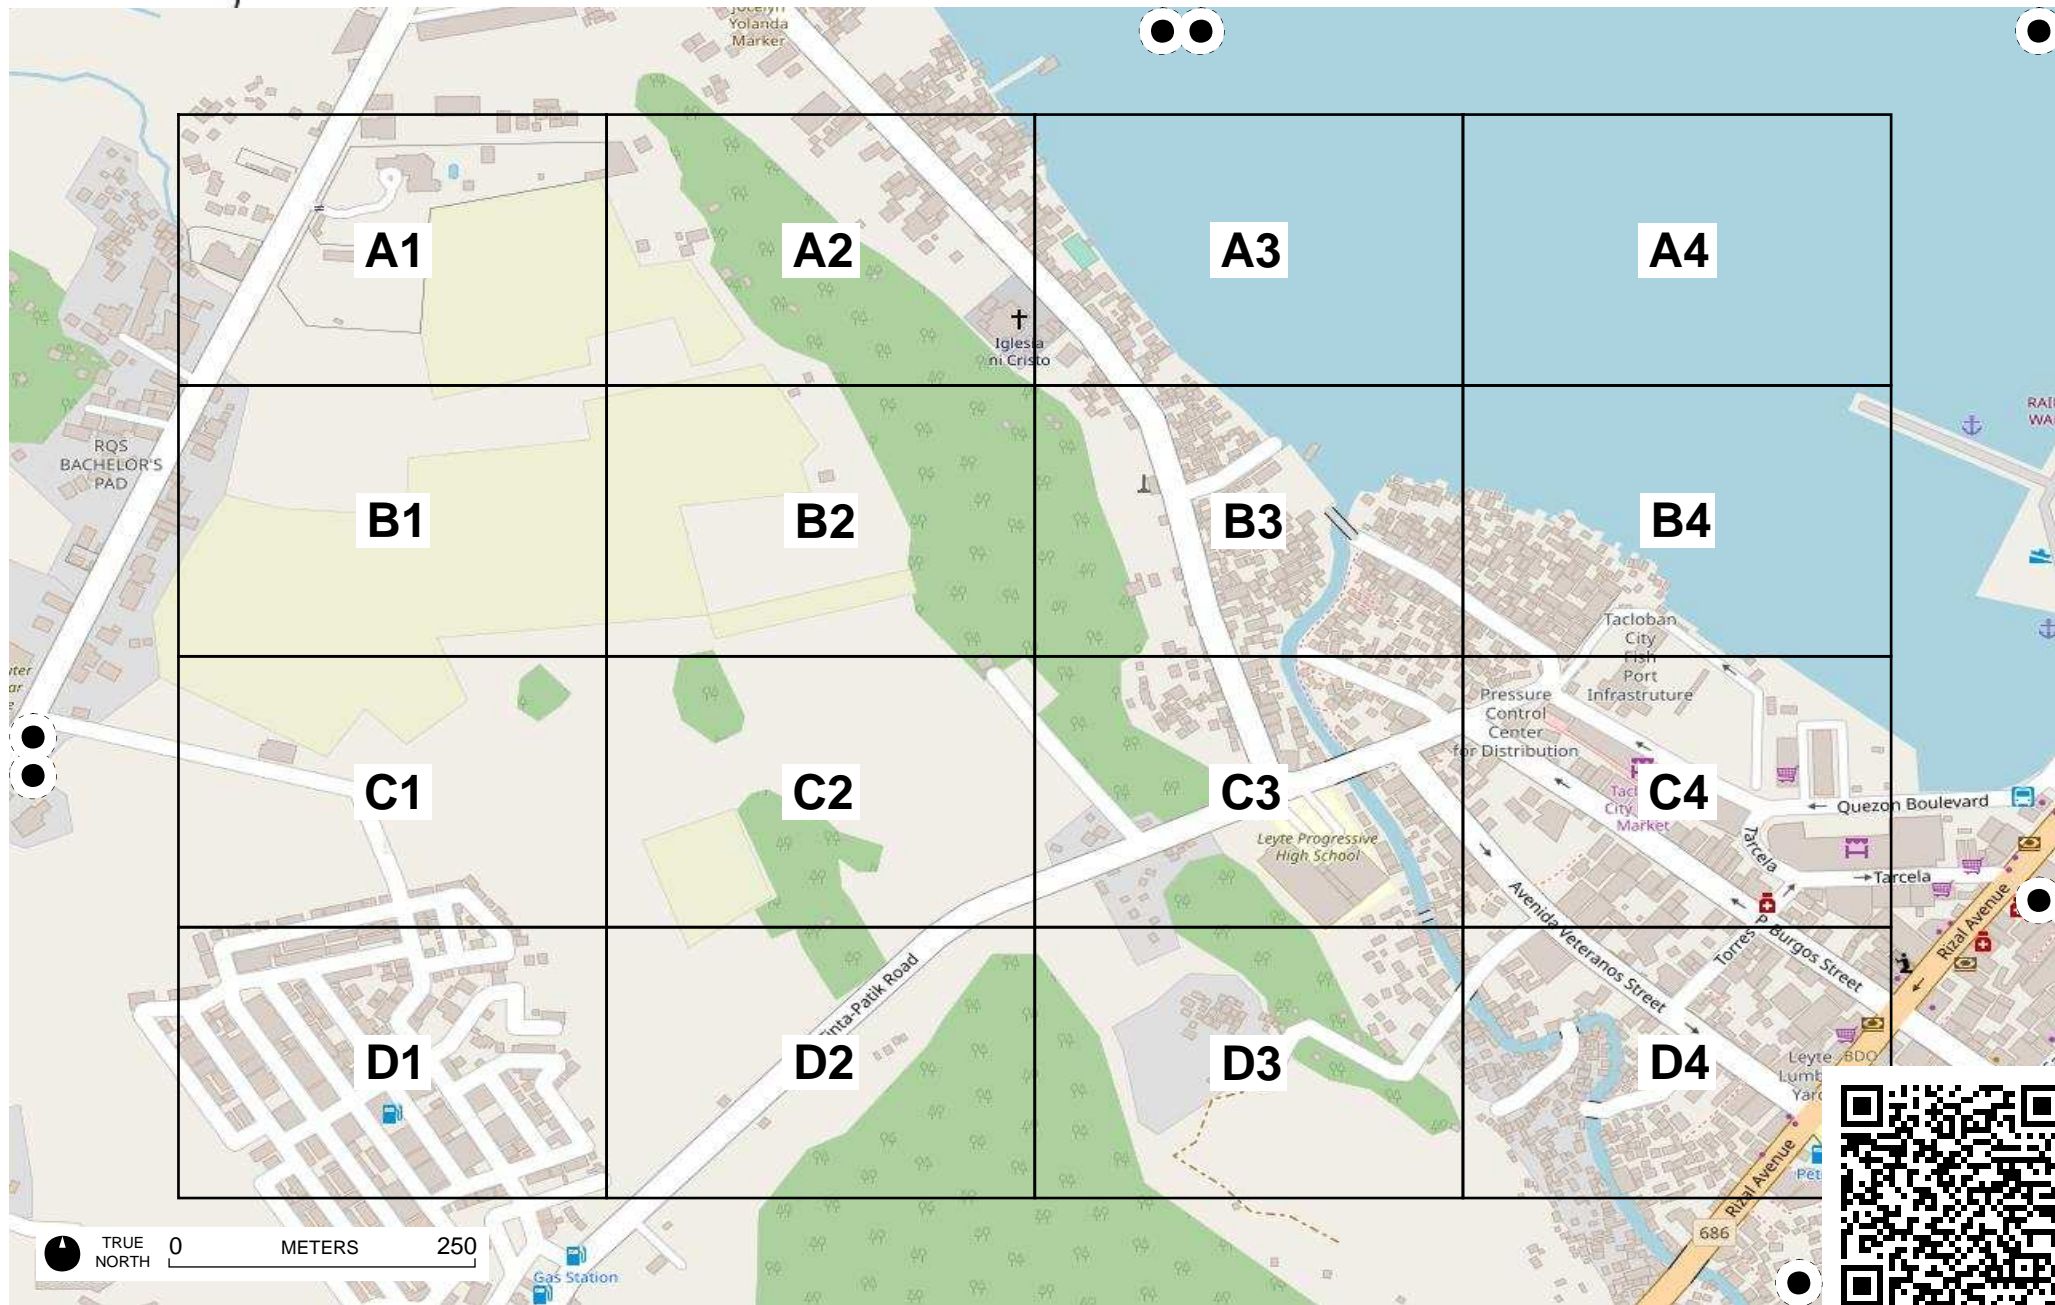 Yolanda
Marker
A1
A2
A3
A4
Iglesia
ni Cristo
RQS
BACHELOR'S
PAD
B1
B2
B3
B4
Tacloban
City
Fish
Port
Infrastruture
Pressure
Control
Center
for Distribution
C1
C2
C3
C4
City
Market
Quezon Boulevard
Tarcela
Tarcela
Leyte Progressive
High School
Avenida Veteranos Street
Torres
P. Burgos Street
Rizal Avenue
-Patik Road
D1
D2
D3
D4
Leyte
BDO
Rizal Avenue
686
TRUE
NORTH
0 METERS 250
Gas Station